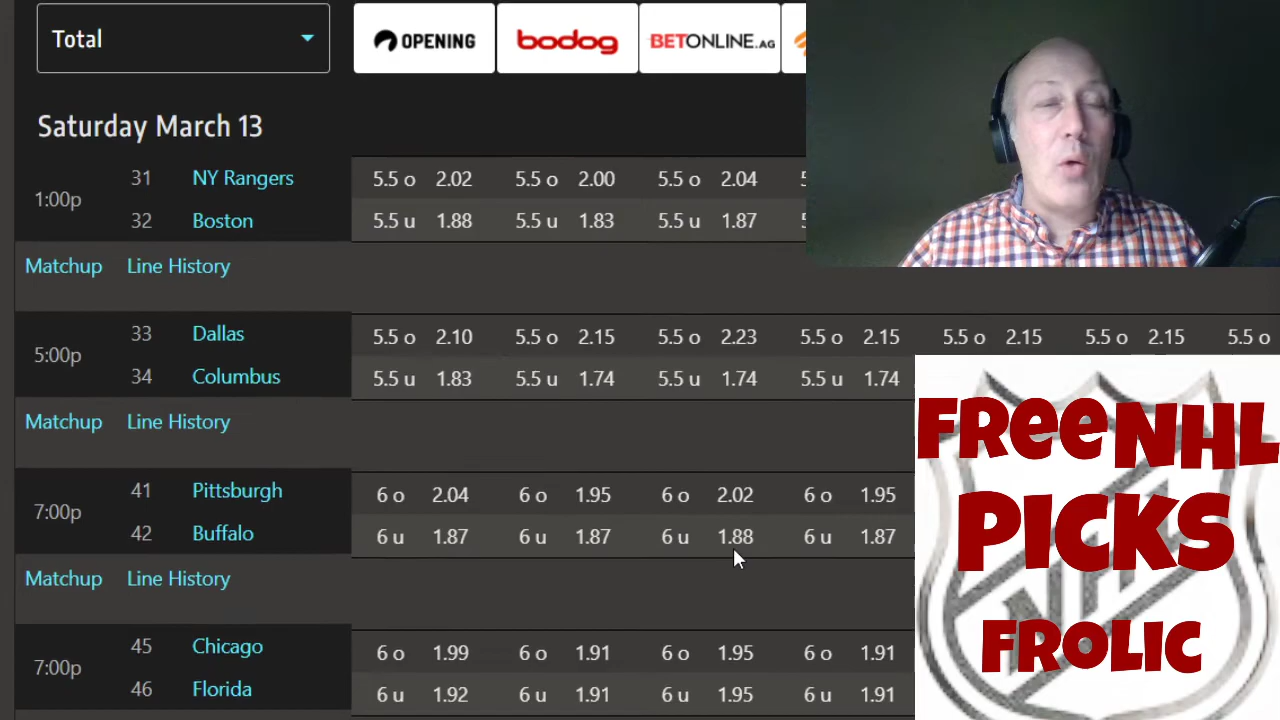 Total
OPENING bodog BETONLINE.AG
Saturday March 13
1:00p
31 NY Rangers 5.5 o 2.02 5.5 o 2.00 5.5 o 2.04
32 Boston 5.5 u 1.88 5.5 u 1.83 5.5 u 1.87
Matchup Line History
5:00p
33 Dallas 5.5 o 2.10 5.5 o 2.15 5.5 o 2.23 5.5 o 2.15 5.5 o 2.15 5.5 o 2.15 5.5 o
34 Columbus 5.5 u 1.83 5.5 u 1.74 5.5 u 1.74 5.5 u 1.74
Matchup Line History
7:00p
41 Pittsburgh 6 o 2.04 6 o 1.95 6 o 2.02 6 o 1.95
42 Buffalo 6 u 1.87 6 u 1.87 6 u 1.88 6 u 1.87
Matchup Line History
7:00p
45 Chicago 6 o 1.99 6 o 1.91 6 o 1.95 6 o 1.91
46 Florida 6 u 1.92 6 u 1.91 6 u 1.95 6 u 1.91
FREE NHL
PICKS
FROLIC
NHL